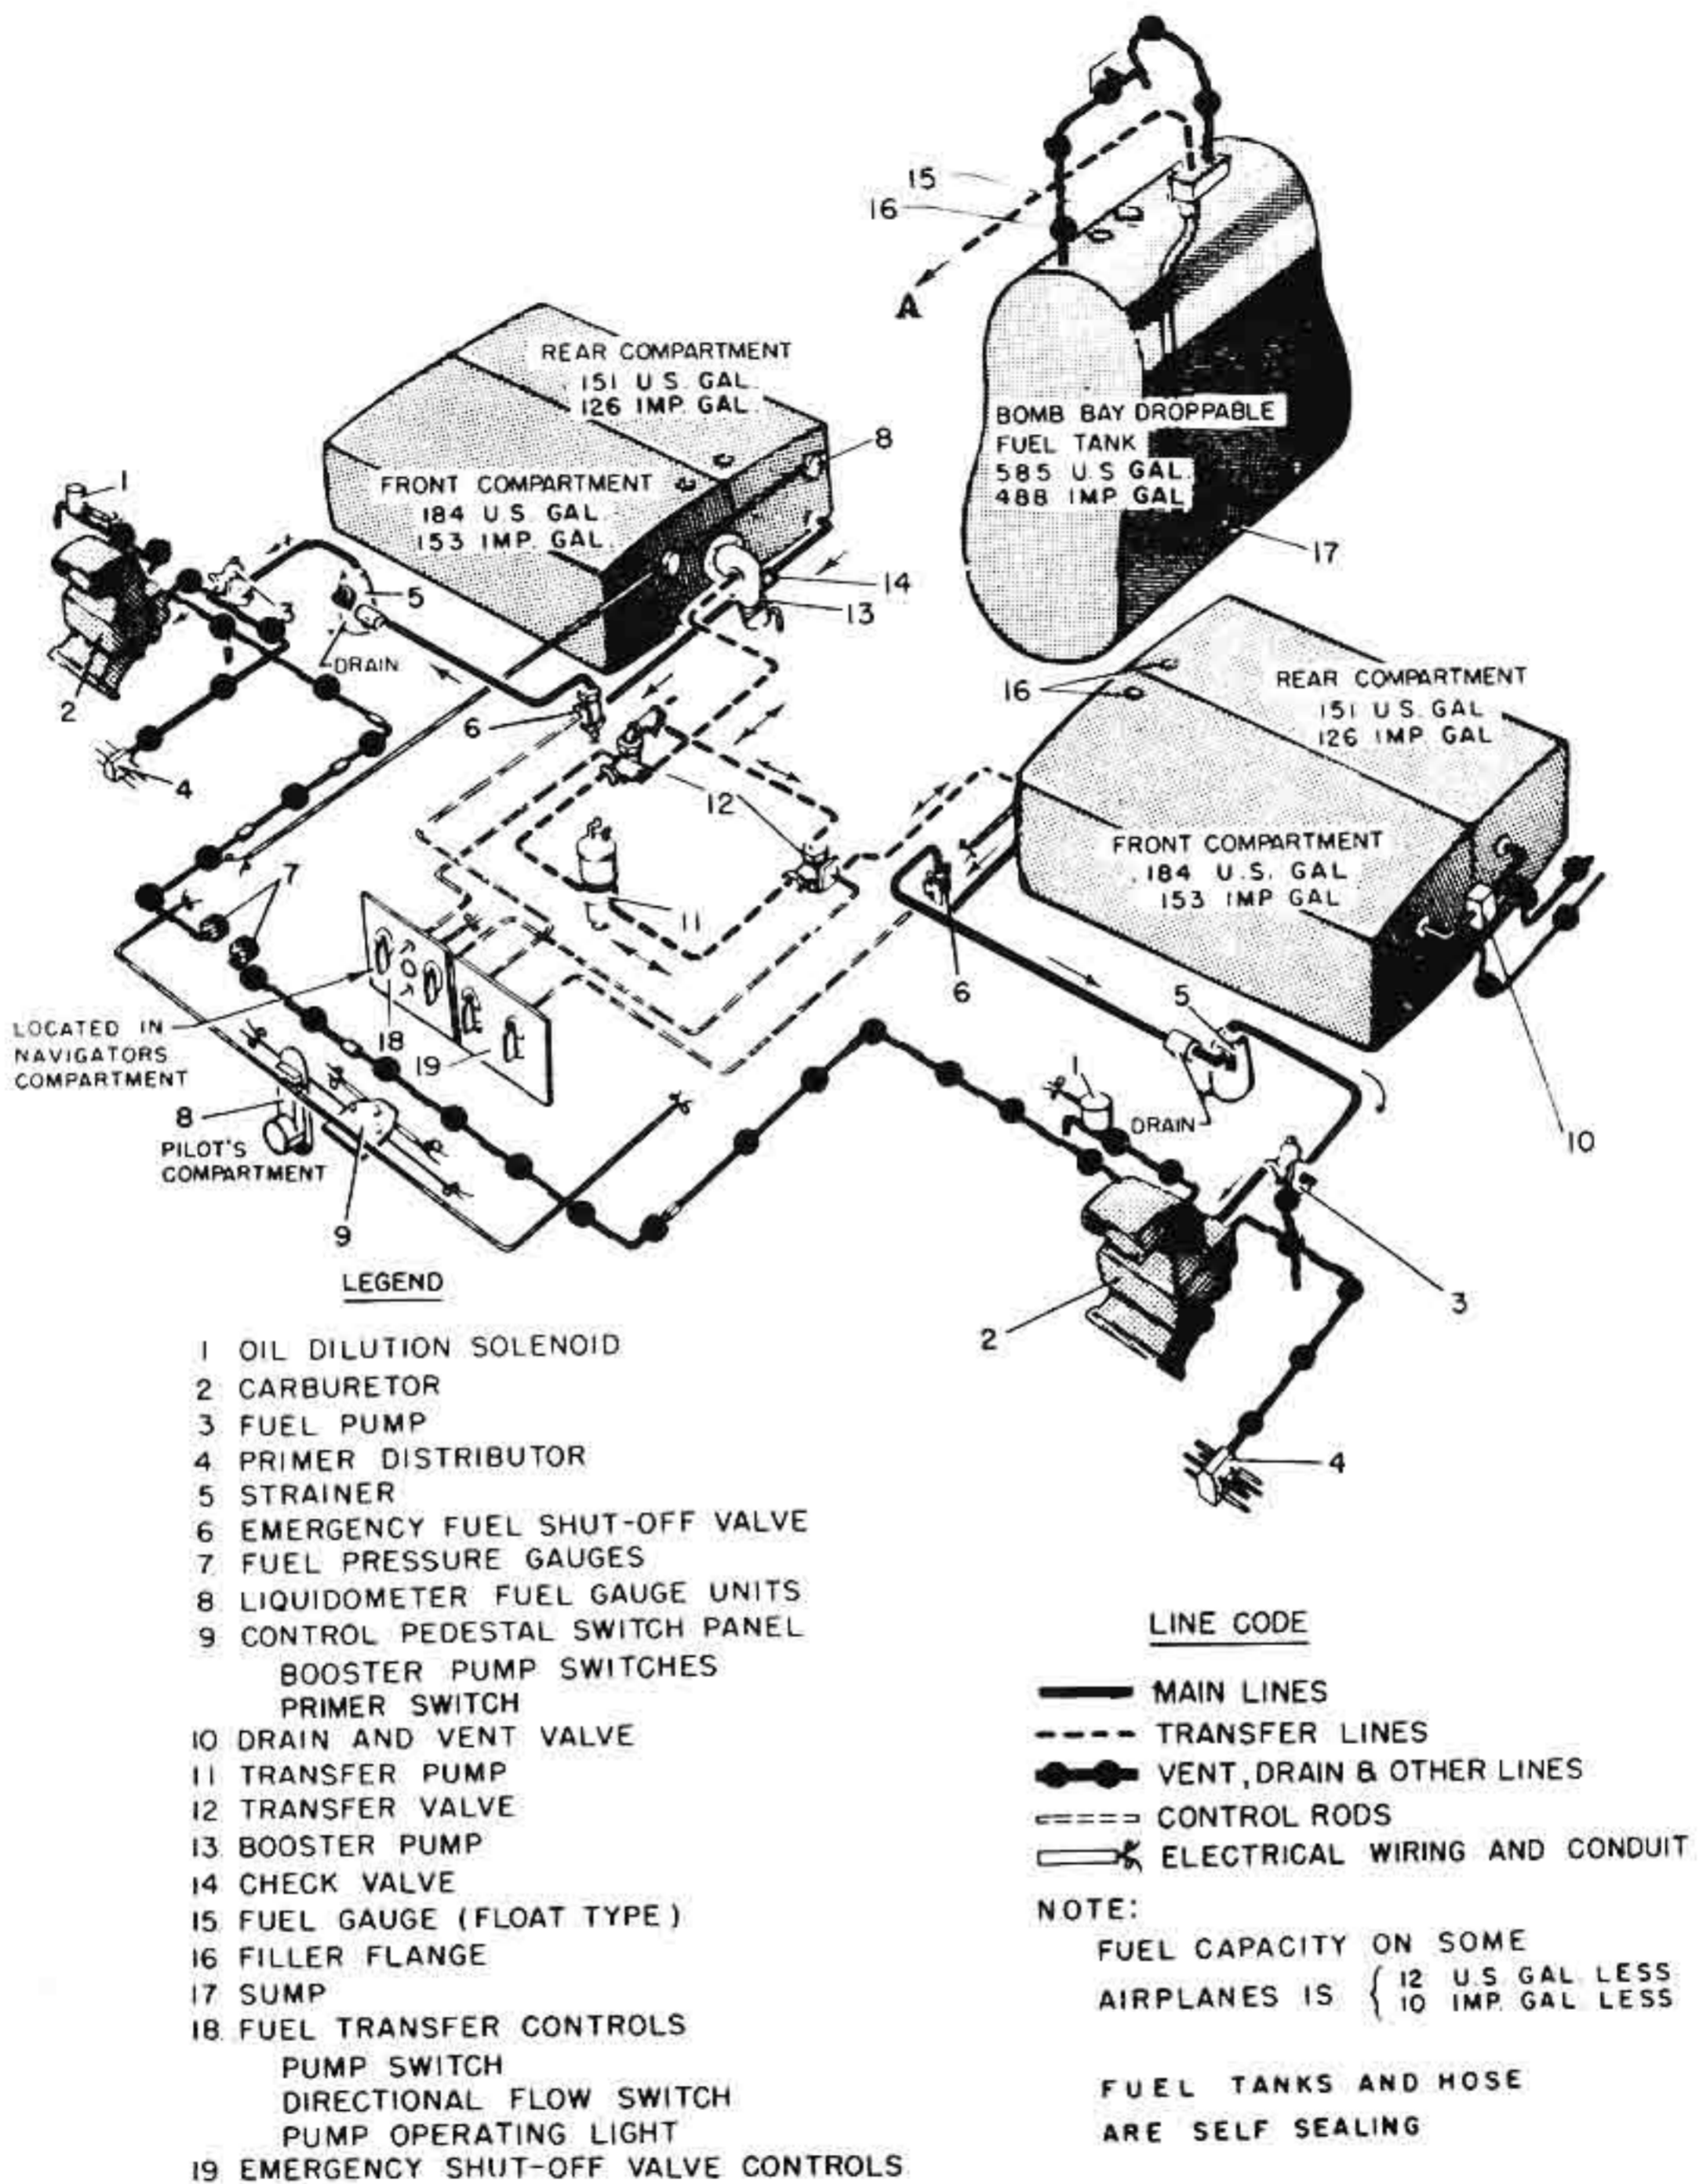 15
16
A
REAR COMPARTMENT
151 U.S. GAL.
126 IMP. GAL.
8
BOMB BAY DROPPABLE
FUEL TANK
585 U.S GAL.
488 IMP GAL
1
FRONT COMPARTMENT
184 U.S. GAL.
153 IMP. GAL.
17
14
3
5
13
DRAIN
2
6
16
REAR COMPARTMENT
151 U.S. GAL
126 IMP. GAL
4
12
7
FRONT COMPARTMENT
184 U.S. GAL
153 IMP GAL
11
6
5
LOCATED IN
NAVIGATORS
COMPARTMENT
18
19
1
8
DRAIN
10
PILOT'S
COMPARTMENT
9
3
2
4
LEGEND
1 OIL DILUTION SOLENOID
2 CARBURETOR
3 FUEL PUMP
4 PRIMER DISTRIBUTOR
5 STRAINER
6 EMERGENCY FUEL SHUT-OFF VALVE
7 FUEL PRESSURE GAUGES
8 LIQUIDOMETER FUEL GAUGE UNITS
9 CONTROL PEDESTAL SWITCH PANEL
BOOSTER PUMP SWITCHES
PRIMER SWITCH
10 DRAIN AND VENT VALVE
11 TRANSFER PUMP
12 TRANSFER VALVE
13 BOOSTER PUMP
14 CHECK VALVE
15 FUEL GAUGE (FLOAT TYPE)
16 FILLER FLANGE
17 SUMP
18 FUEL TRANSFER CONTROLS
PUMP SWITCH
DIRECTIONAL FLOW SWITCH
PUMP OPERATING LIGHT
19 EMERGENCY SHUT-OFF VALVE CONTROLS
LINE CODE
MAIN LINES
TRANSFER LINES
VENT, DRAIN & OTHER LINES
CONTROL RODS
ELECTRICAL WIRING AND CONDUIT
NOTE:
FUEL CAPACITY ON SOME
AIRPLANES IS { 12 U.S. GAL. LESS
10 IMP. GAL LESS
FUEL TANKS AND HOSE
ARE SELF SEALING